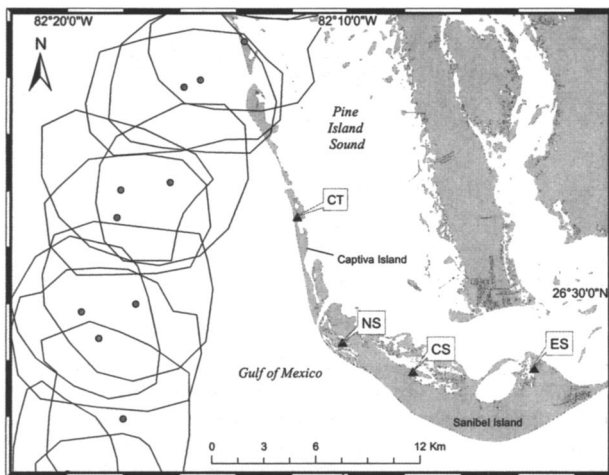 82°20'0"W
82°10'0"W
N
Pine
Island
Sound
CT
Captiva Island
26°30'0"N
NS
CS
ES
Gulf of Mexico
Sanibel Island
0 3 6 12 Km